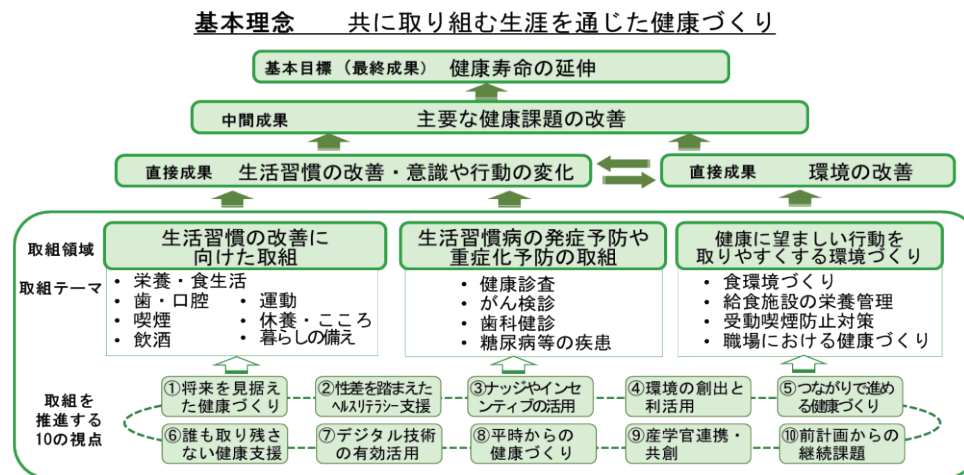 基本理念　共に取り組む生涯を通じた健康づくり
基本目標（最終成果） 健康寿命の延伸
中間成果 主要な健康課題の改善
直接成果 生活習慣の改善・意識や行動の変化
直接成果 環境の改善
取組領域
生活習慣の改善に
向けた取組
生活習慣病の発症予防や
重症化予防の取組
健康に望ましい行動を
取りやすくする環境づくり
取組テーマ
• 栄養・食生活
• 歯・口腔
• 喫煙
• 飲酒
• 運動
• 休養・こころ
• 暮らしの備え
• 健康診査
• がん検診
• 歯科健診
• 糖尿病等の疾患
• 食環境づくり
• 給食施設の栄養管理
• 受動喫煙防止対策
• 職場における健康づくり
取組を
推進する
10の視点
①将来を見据え
た健康づくり
②性差を踏まえた
ヘルスリテラシー支援
③ナッジやインセ
ンティブの活用
④環境の創出と
利活用
⑤つながりで進め
る健康づくり
⑥誰も取り残さ
ない健康支援
⑦デジタル技術
の有効活用
⑧平時からの
健康づくり
⑨産学官連携・
共創
⑩前計画からの
継続課題